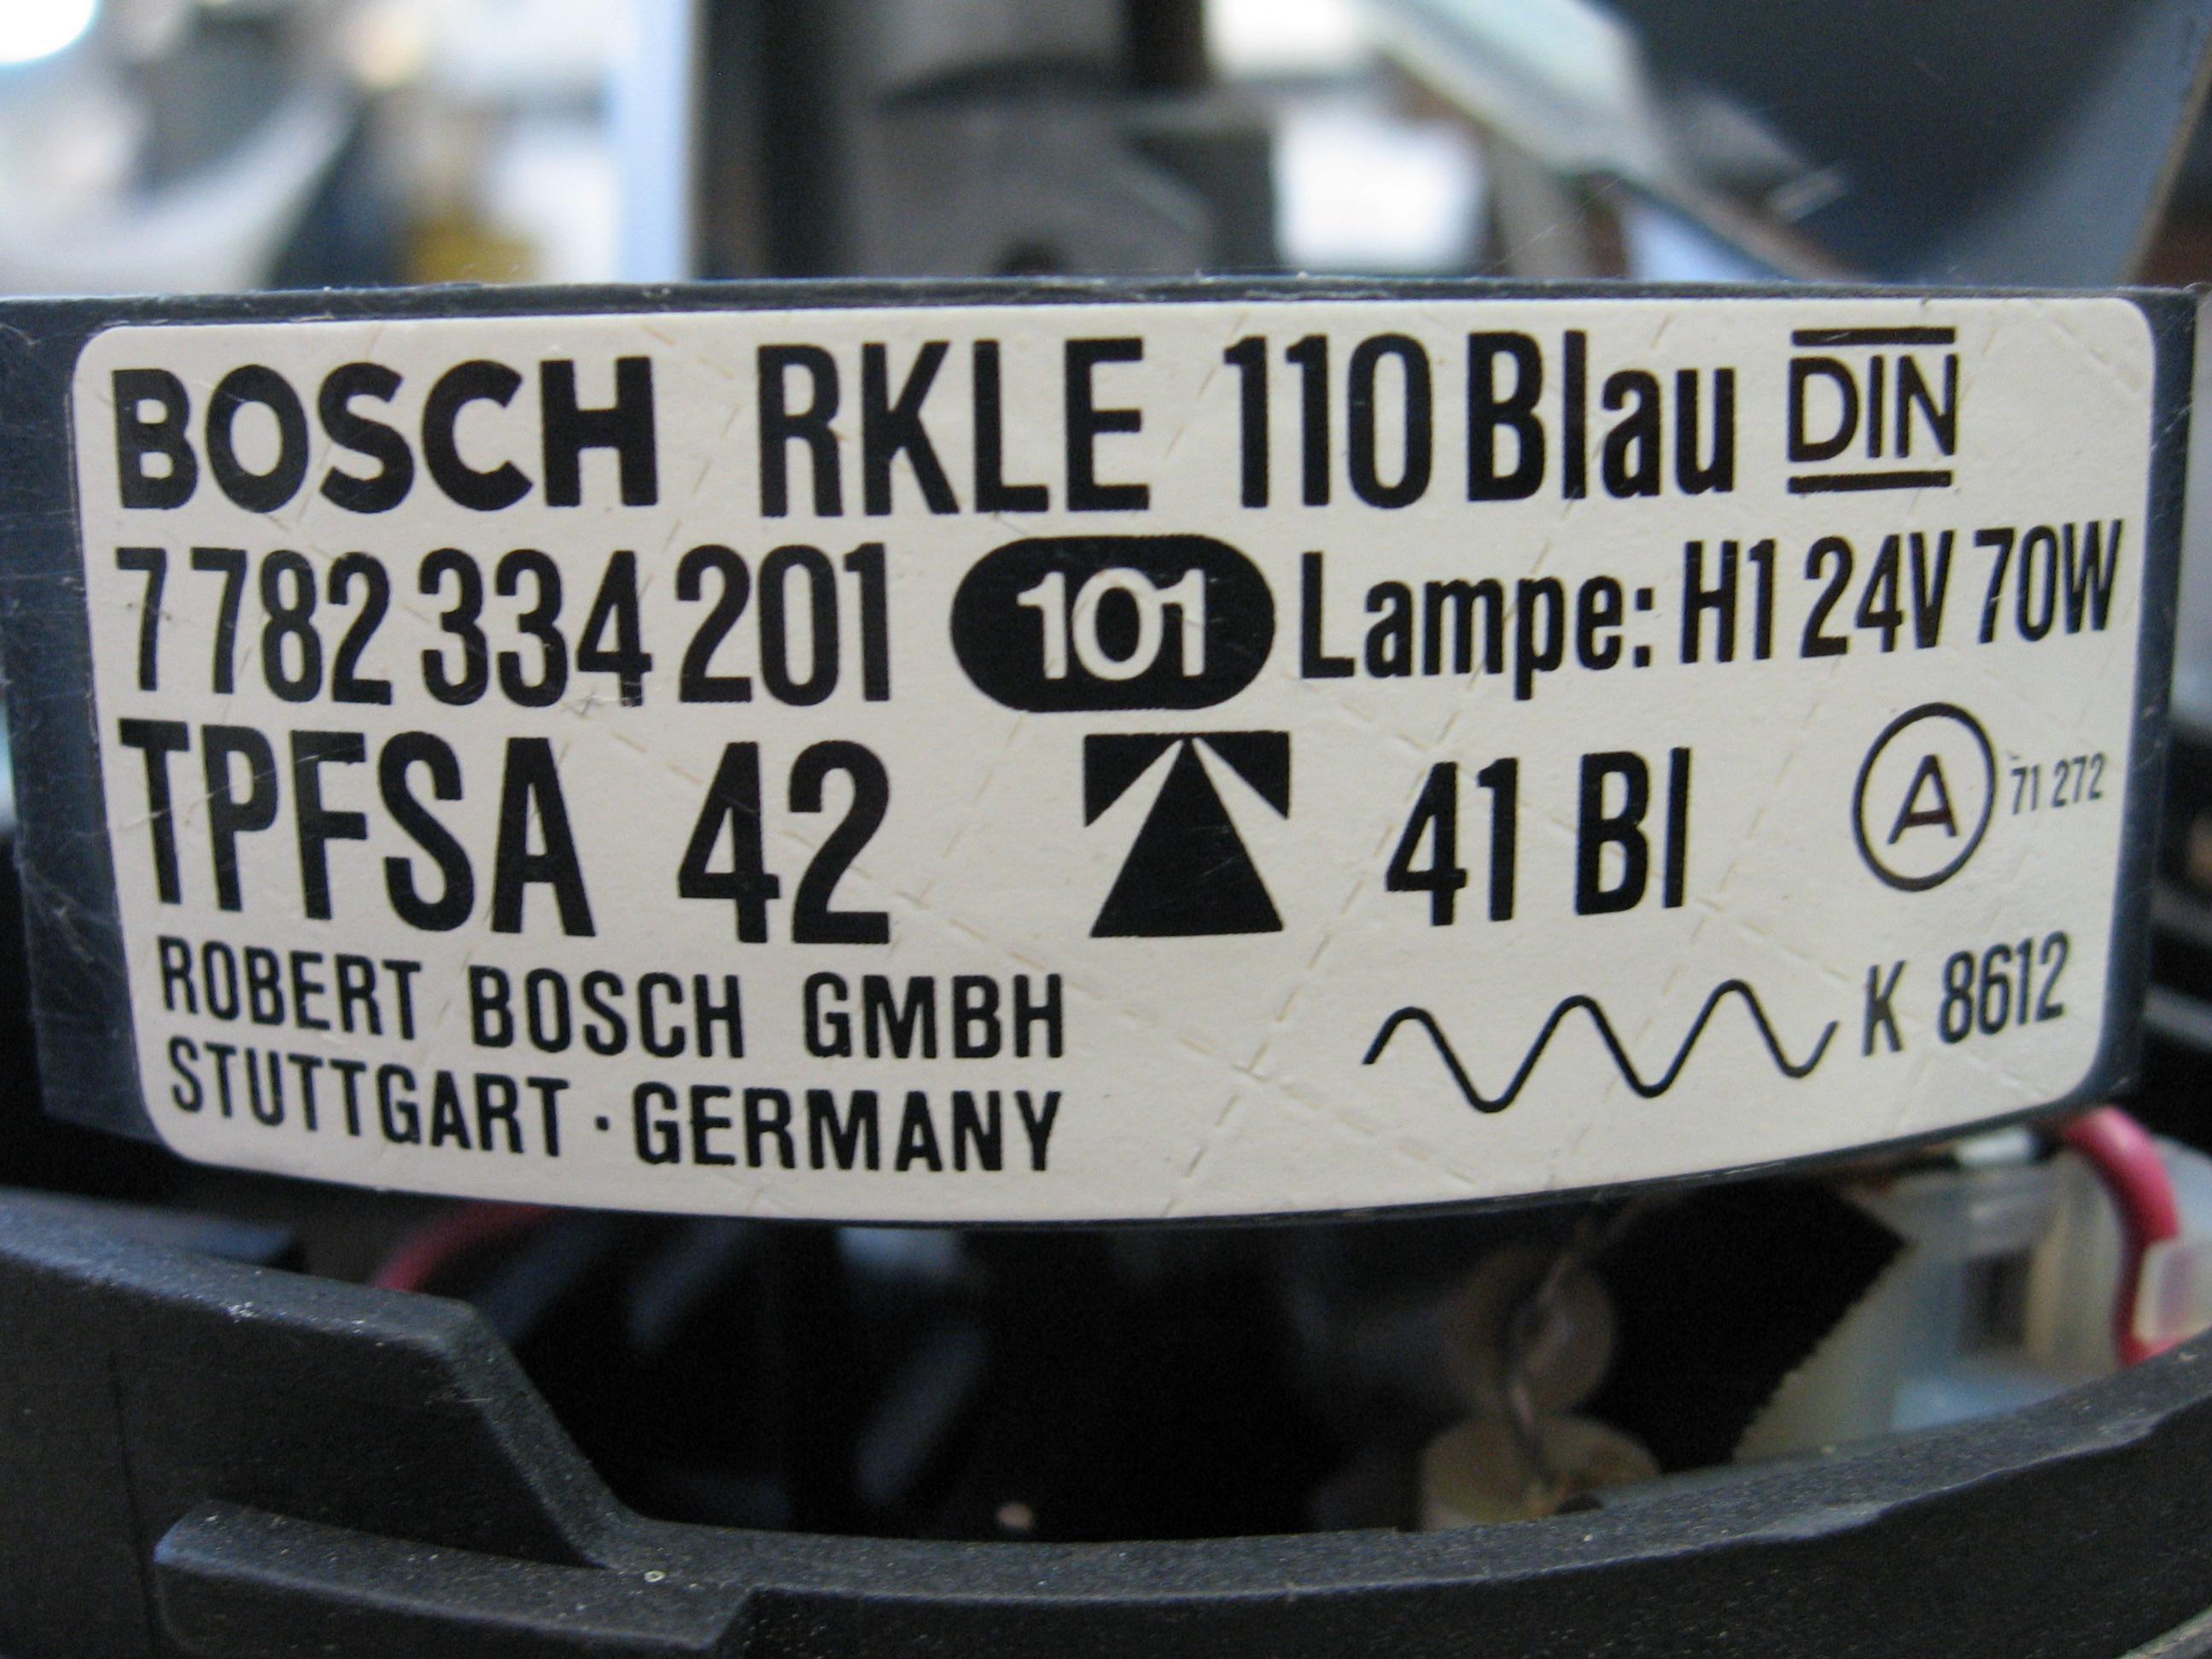 BOSCH RKLE 110 Blau DIN
7 782 334 201 101 Lampe: H1 24V 70W
TPFSA 42 41 Bl A 71 272
ROBERT BOSCH GMBH K 8612
STUTTGART · GERMANY